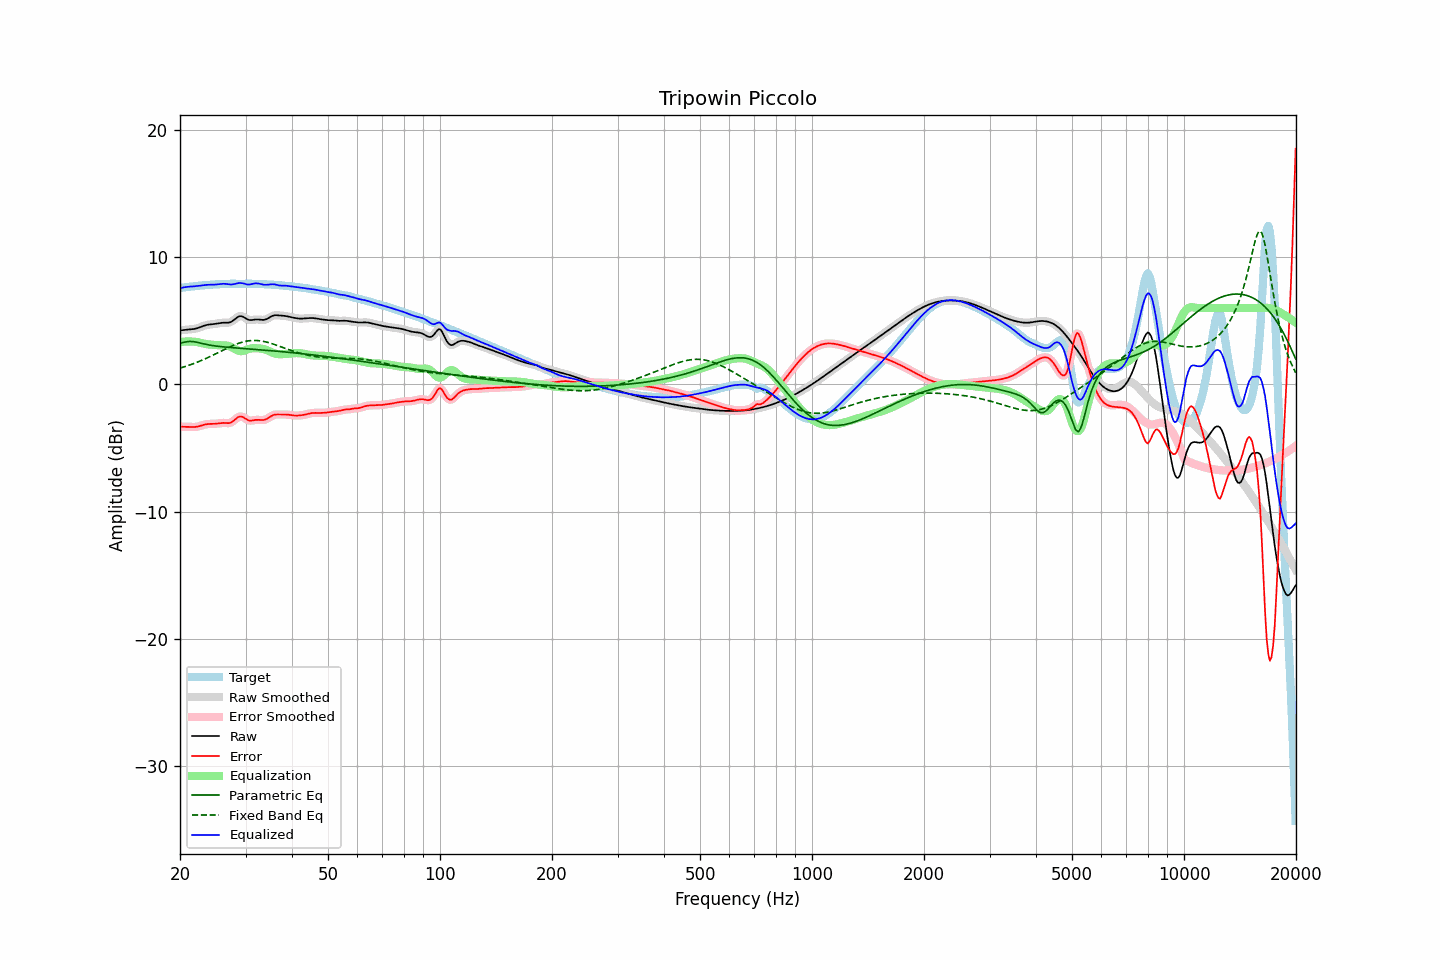 Tripowin Piccolo
20
10
0
−10
−20
−30
Amplitude (dBr)
Target
Raw Smoothed
Error Smoothed
Raw
Error
Equalization
Parametric Eq
Fixed Band Eq
Equalized
20 50 100 200 500 1000 2000 5000 10000 20000
Frequency (Hz)